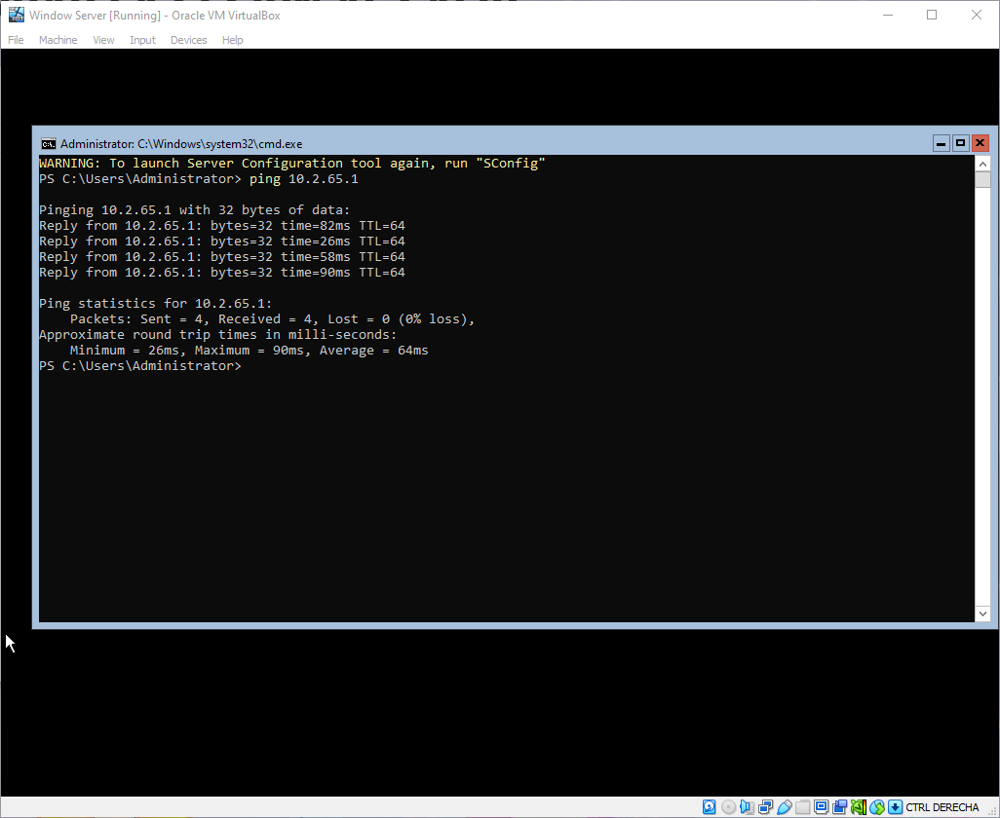 Window Server [Running] - Oracle VM VirtualBox
File Machine View Input Devices Help
Administrator: C:\Windows\system32\cmd.exe
WARNING: To launch Server Configuration tool again, run "SConfig"
PS C:\Users\Administrator> ping 10.2.65.1
Pinging 10.2.65.1 with 32 bytes of data:
Reply from 10.2.65.1: bytes=32 time=82ms TTL=64
Reply from 10.2.65.1: bytes=32 time=26ms TTL=64
Reply from 10.2.65.1: bytes=32 time=58ms TTL=64
Reply from 10.2.65.1: bytes=32 time=90ms TTL=64
Ping statistics for 10.2.65.1:
    Packets: Sent = 4, Received = 4, Lost = 0 (0% loss),
Approximate round trip times in milli-seconds:
    Minimum = 26ms, Maximum = 90ms, Average = 64ms
PS C:\Users\Administrator>
CTRL DERECHA